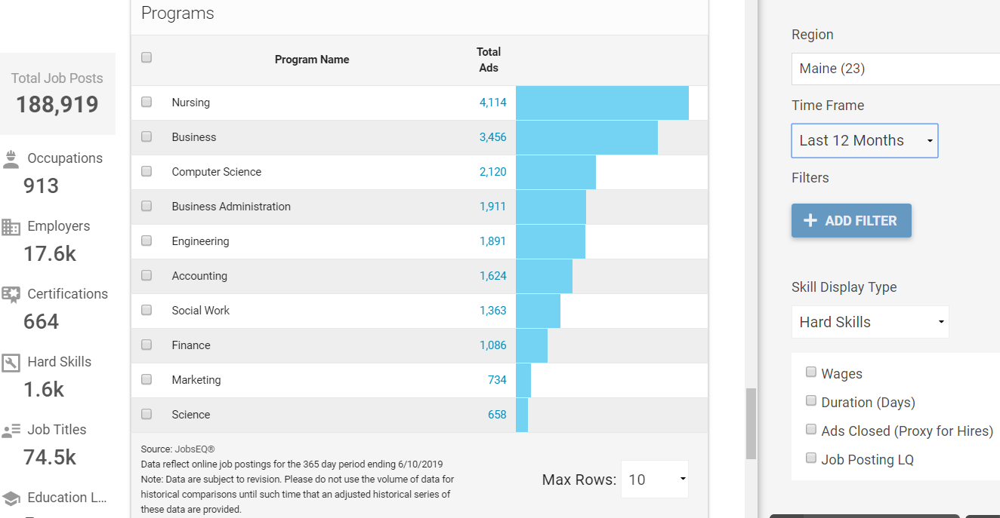 Programs
Program Name
Total
Ads
Nursing 4,114
Business 3,456
Computer Science 2,120
Business Administration 1,911
Engineering 1,891
Accounting 1,624
Social Work 1,363
Finance 1,086
Marketing 734
Science 658
Source: JobsEQ®
Data reflect online job postings for the 365 day period ending 6/10/2019
Note: Data are subject to revision. Please do not use the volume of data for
historical comparisons until such time that an adjusted historical series of
these data are provided.
Max Rows: 10
Total Job Posts
188,919
Occupations
913
Employers
17.6k
Certifications
664
Hard Skills
1.6k
Job Titles
74.5k
Education L...
Region
Maine (23)
Time Frame
Last 12 Months
Filters
+ ADD FILTER
Skill Display Type
Hard Skills
Wages
Duration (Days)
Ads Closed (Proxy for Hires)
Job Posting LQ